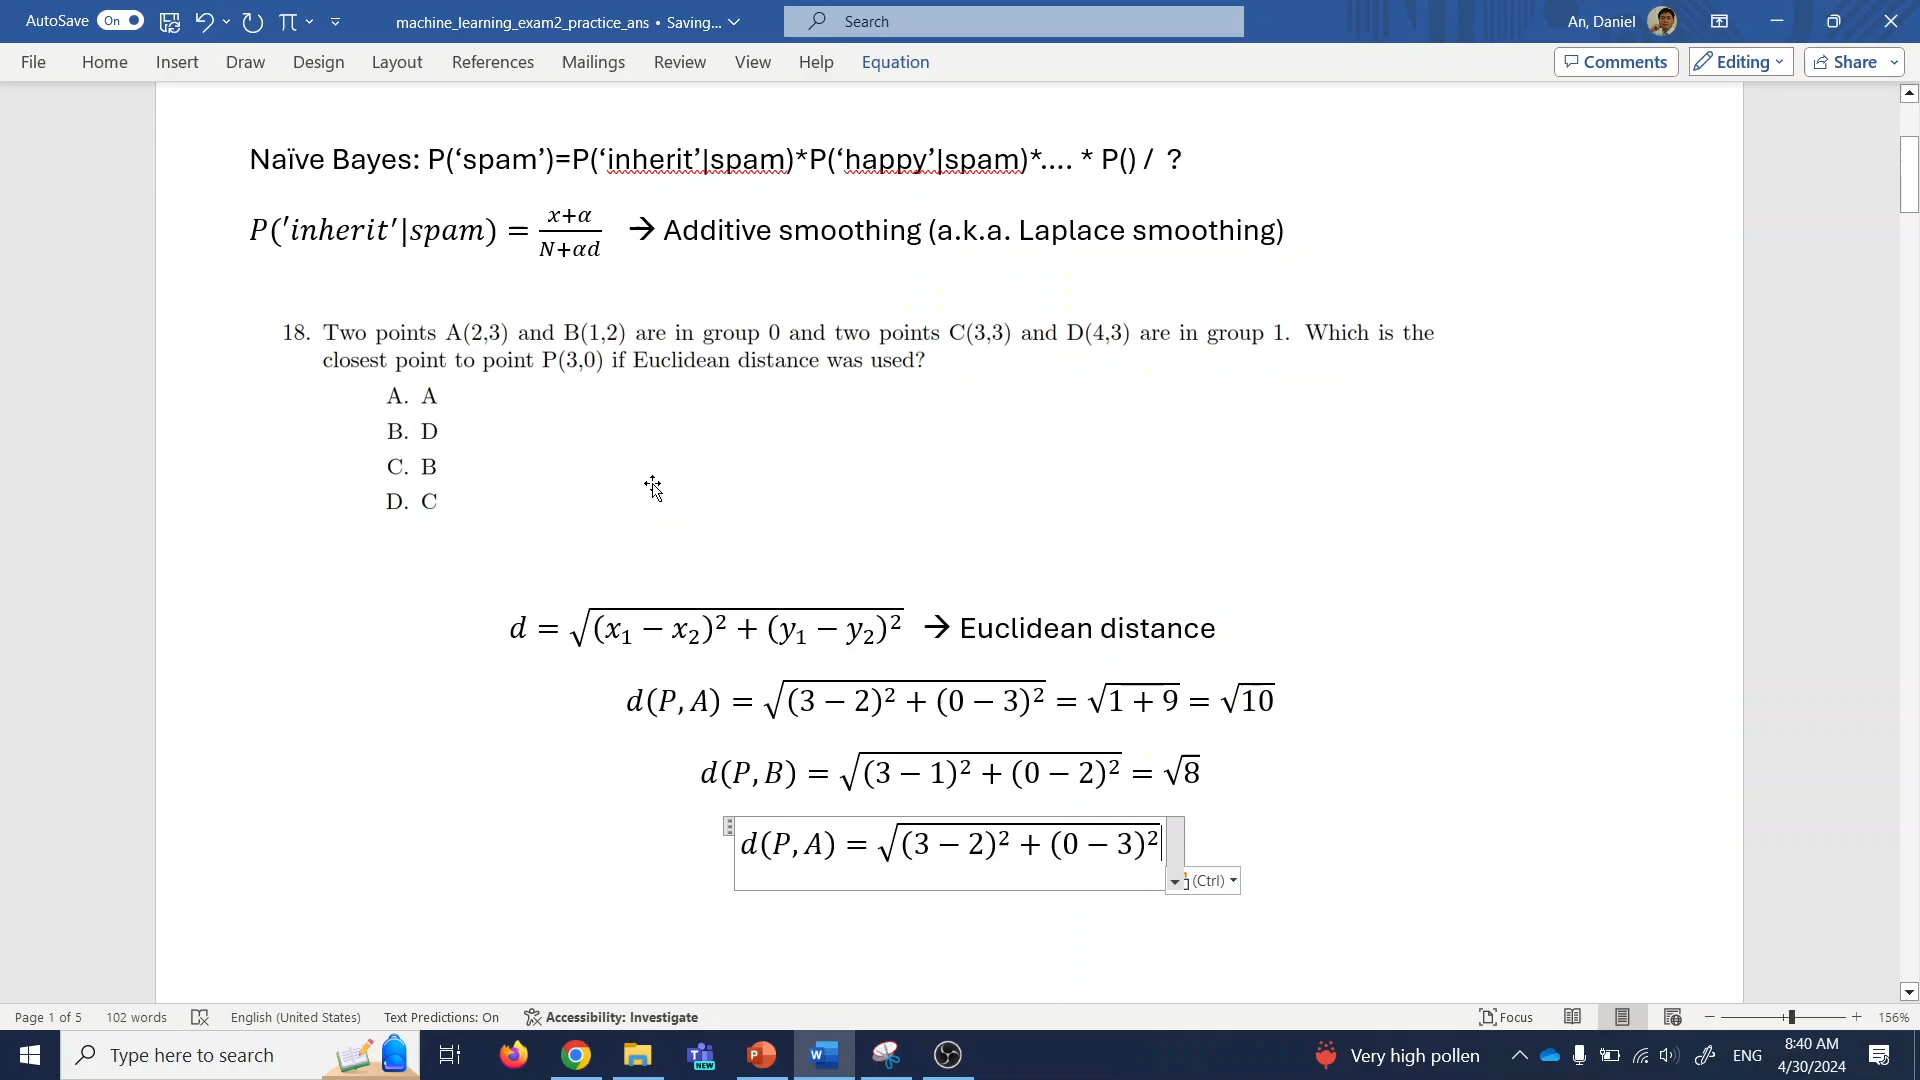 AutoSave On machine_learning_exam2_practice_ans • Saving... Search An, Daniel
File Home Insert Draw Design Layout References Mailings Review View Help Equation Comments Editing Share
Naïve Bayes: P(‘spam’)=P(‘inherit’|spam)*P(‘happy’|spam)*.... * P() / ?
P(′inherit′|spam) = (x+α)/(N+αd) → Additive smoothing (a.k.a. Laplace smoothing)
18. Two points A(2,3) and B(1,2) are in group 0 and two points C(3,3) and D(4,3) are in group 1. Which is the
closest point to point P(3,0) if Euclidean distance was used?
A. A
B. D
C. B
D. C
d = √((x₁ − x₂)² + (y₁ − y₂)²) → Euclidean distance
d(P, A) = √((3 − 2)² + (0 − 3)²) = √(1 + 9) = √10
d(P, B) = √((3 − 1)² + (0 − 2)²) = √8
d(P, A) = √((3 − 2)² + (0 − 3)²)
(Ctrl)
Page 1 of 5 102 words English (United States) Text Predictions: On Accessibility: Investigate Focus 156%
Type here to search NEW Very high pollen ENG 8:40 AM
4/30/2024